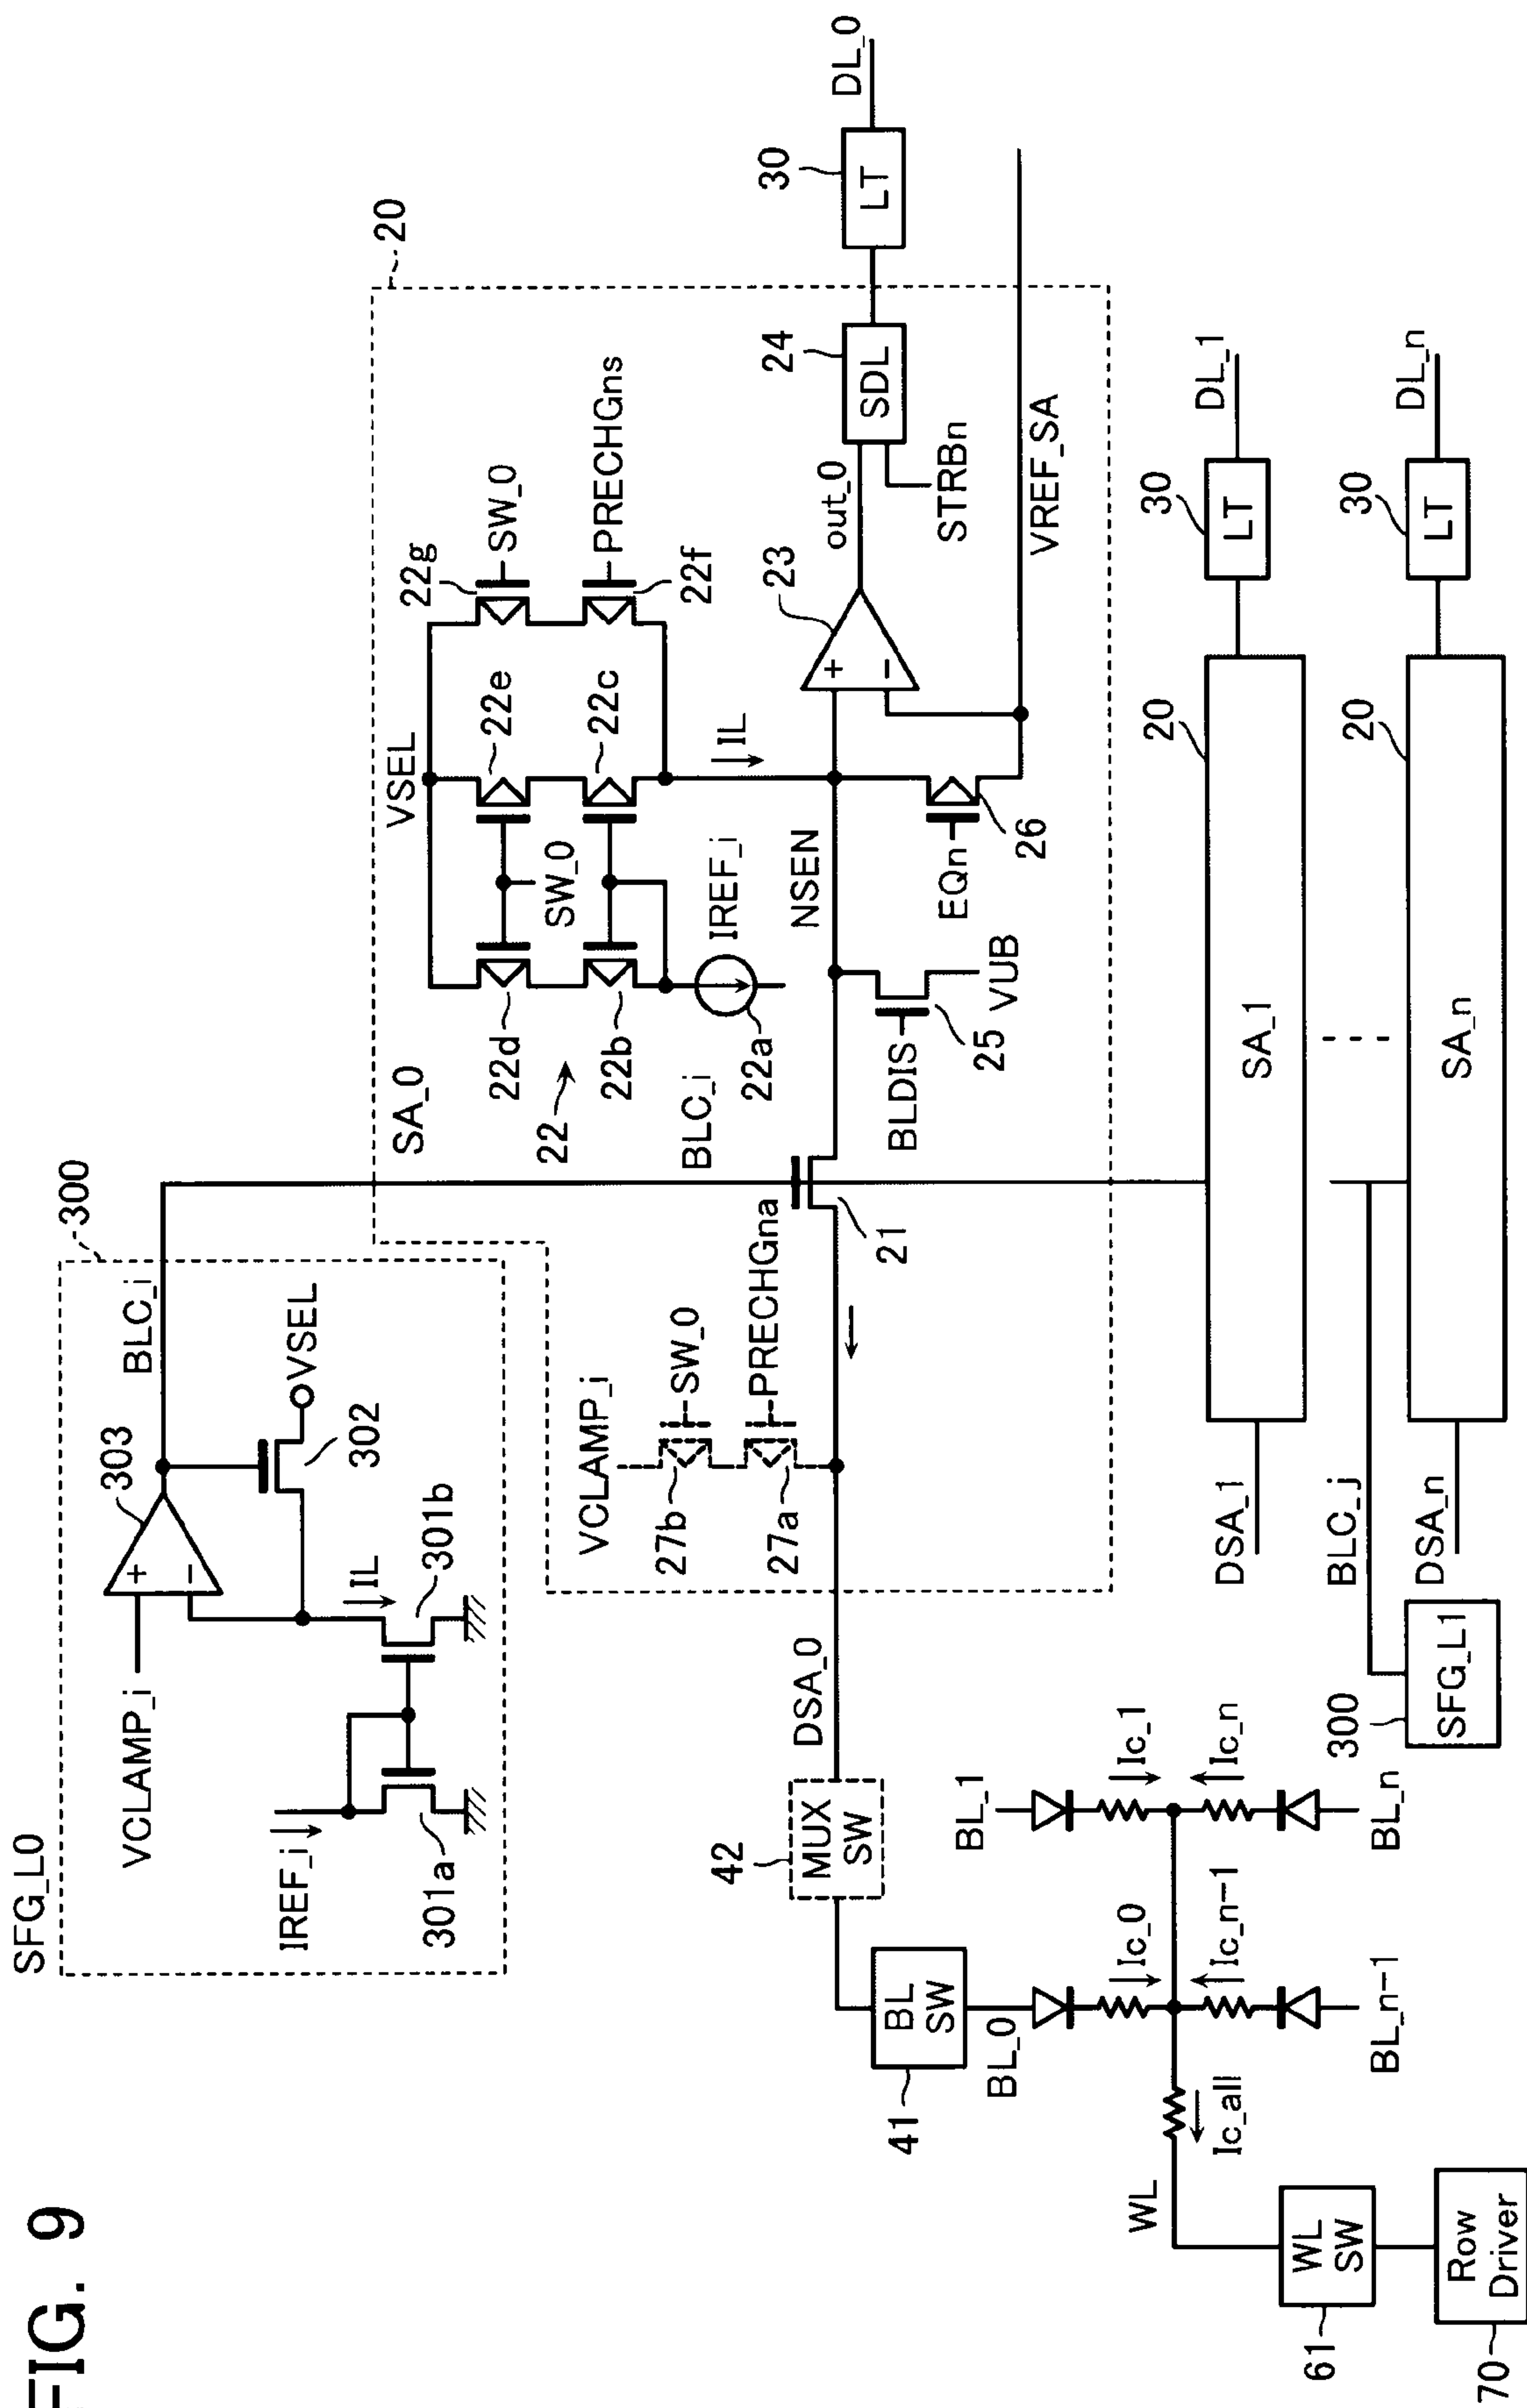 FIG. 9
SFG_L0
300
VCLAMP_i
303
BLC_i
IREF_i
IL
301a
301b
302
VSEL
20
SA_0
VSEL
22g
SW_0
22e
22d
SW_0
PRECHGns
22f
22c
22b
22
IREF_i
22a
IL
BLC_i
VCLAMP_i
27b
SW_0
PRECHGna
27a
NSEN
21
BLDIS
25
VUB
EQn
26
23
+
−
out_0
24
SDL
STRBn
VREF_SA
30
LT
DL_0
DSA_0
42
MUX
SW
41
BL
SW
BL_0
BL_1
Ic_0
Ic_1
Ic_n-1
Ic_n
BL_n-1
BL_n
Ic_all
WL
61
WL
SW
70
Row
Driver
DSA_1
20
SA_1
30
LT
DL_1
BLC_j
300
SFG_L1
DSA_n
20
SA_n
30
LT
DL_n
+
−